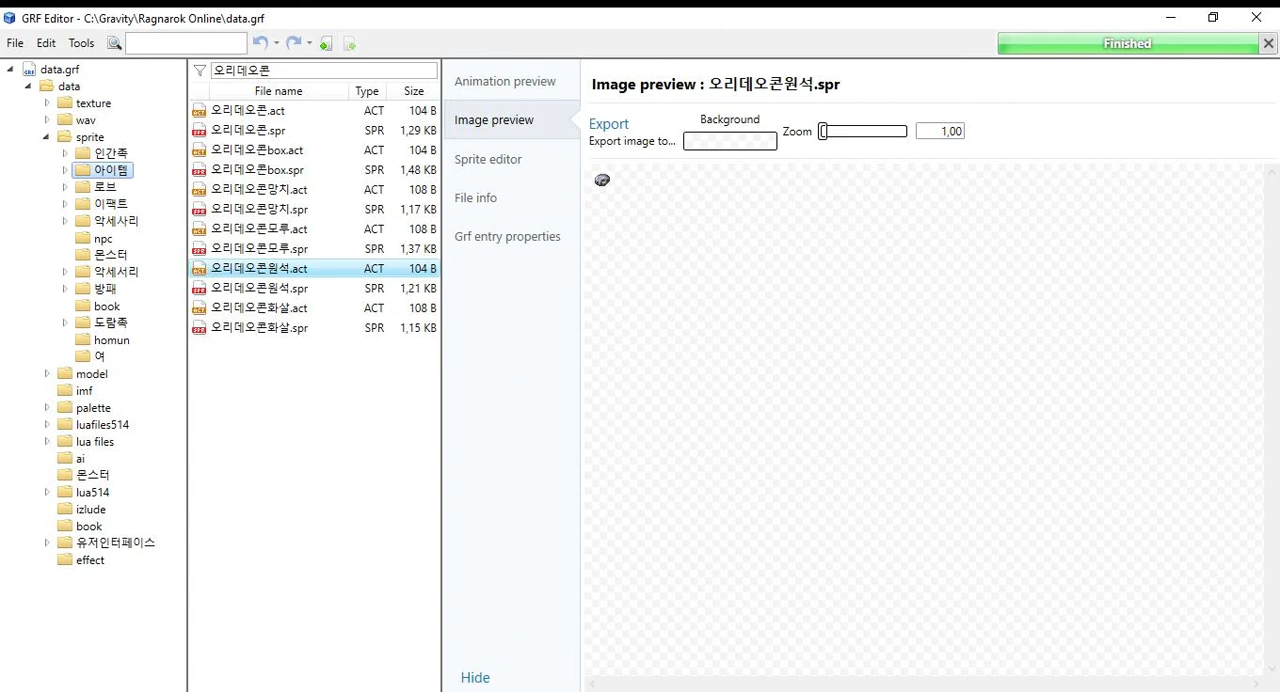 GRF Editor - C:\Gravity\Ragnarok Online\data.grf
File Edit Tools
Finished
data.grf
data
texture
wav
sprite
인간족
아이템
로브
이팩트
악세사리
npc
몬스터
악세서리
방패
book
도람족
homun
여
model
imf
palette
luafiles514
lua files
ai
몬스터
lua514
izlude
book
유저인터페이스
effect
오리데오콘
File name Type Size
오리데오콘.act ACT 104 B
오리데오콘.spr SPR 1,29 KB
오리데오콘box.act ACT 104 B
오리데오콘box.spr SPR 1,48 KB
오리데오콘망치.act ACT 108 B
오리데오콘망치.spr SPR 1,17 KB
오리데오콘모루.act ACT 108 B
오리데오콘모루.spr SPR 1,37 KB
오리데오콘원석.act ACT 104 B
오리데오콘원석.spr SPR 1,21 KB
오리데오콘화살.act ACT 108 B
오리데오콘화살.spr SPR 1,15 KB
Animation preview
Image preview
Sprite editor
File info
Grf entry properties
Hide
Image preview : 오리데오콘원석.spr
Export
Export image to...
Background
Zoom
1,00